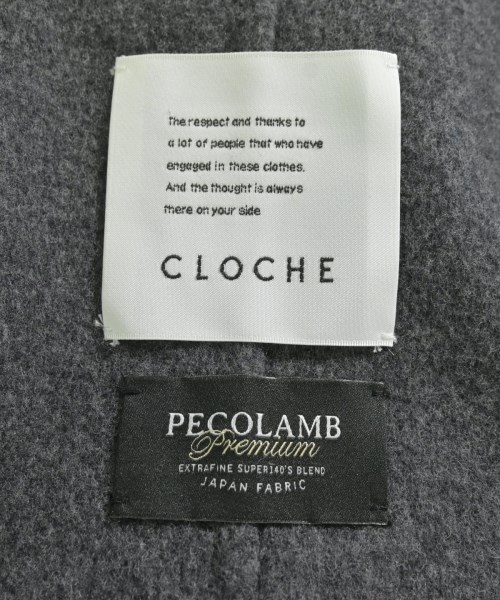 The respect and thanks to
a lot of people that who have
engaged in these clothes.
And the thought is always
there on your side
CLOCHE
PECOLAMB
Premium
EXTRAFINE SUPER140'S BLEND
JAPAN FABRIC